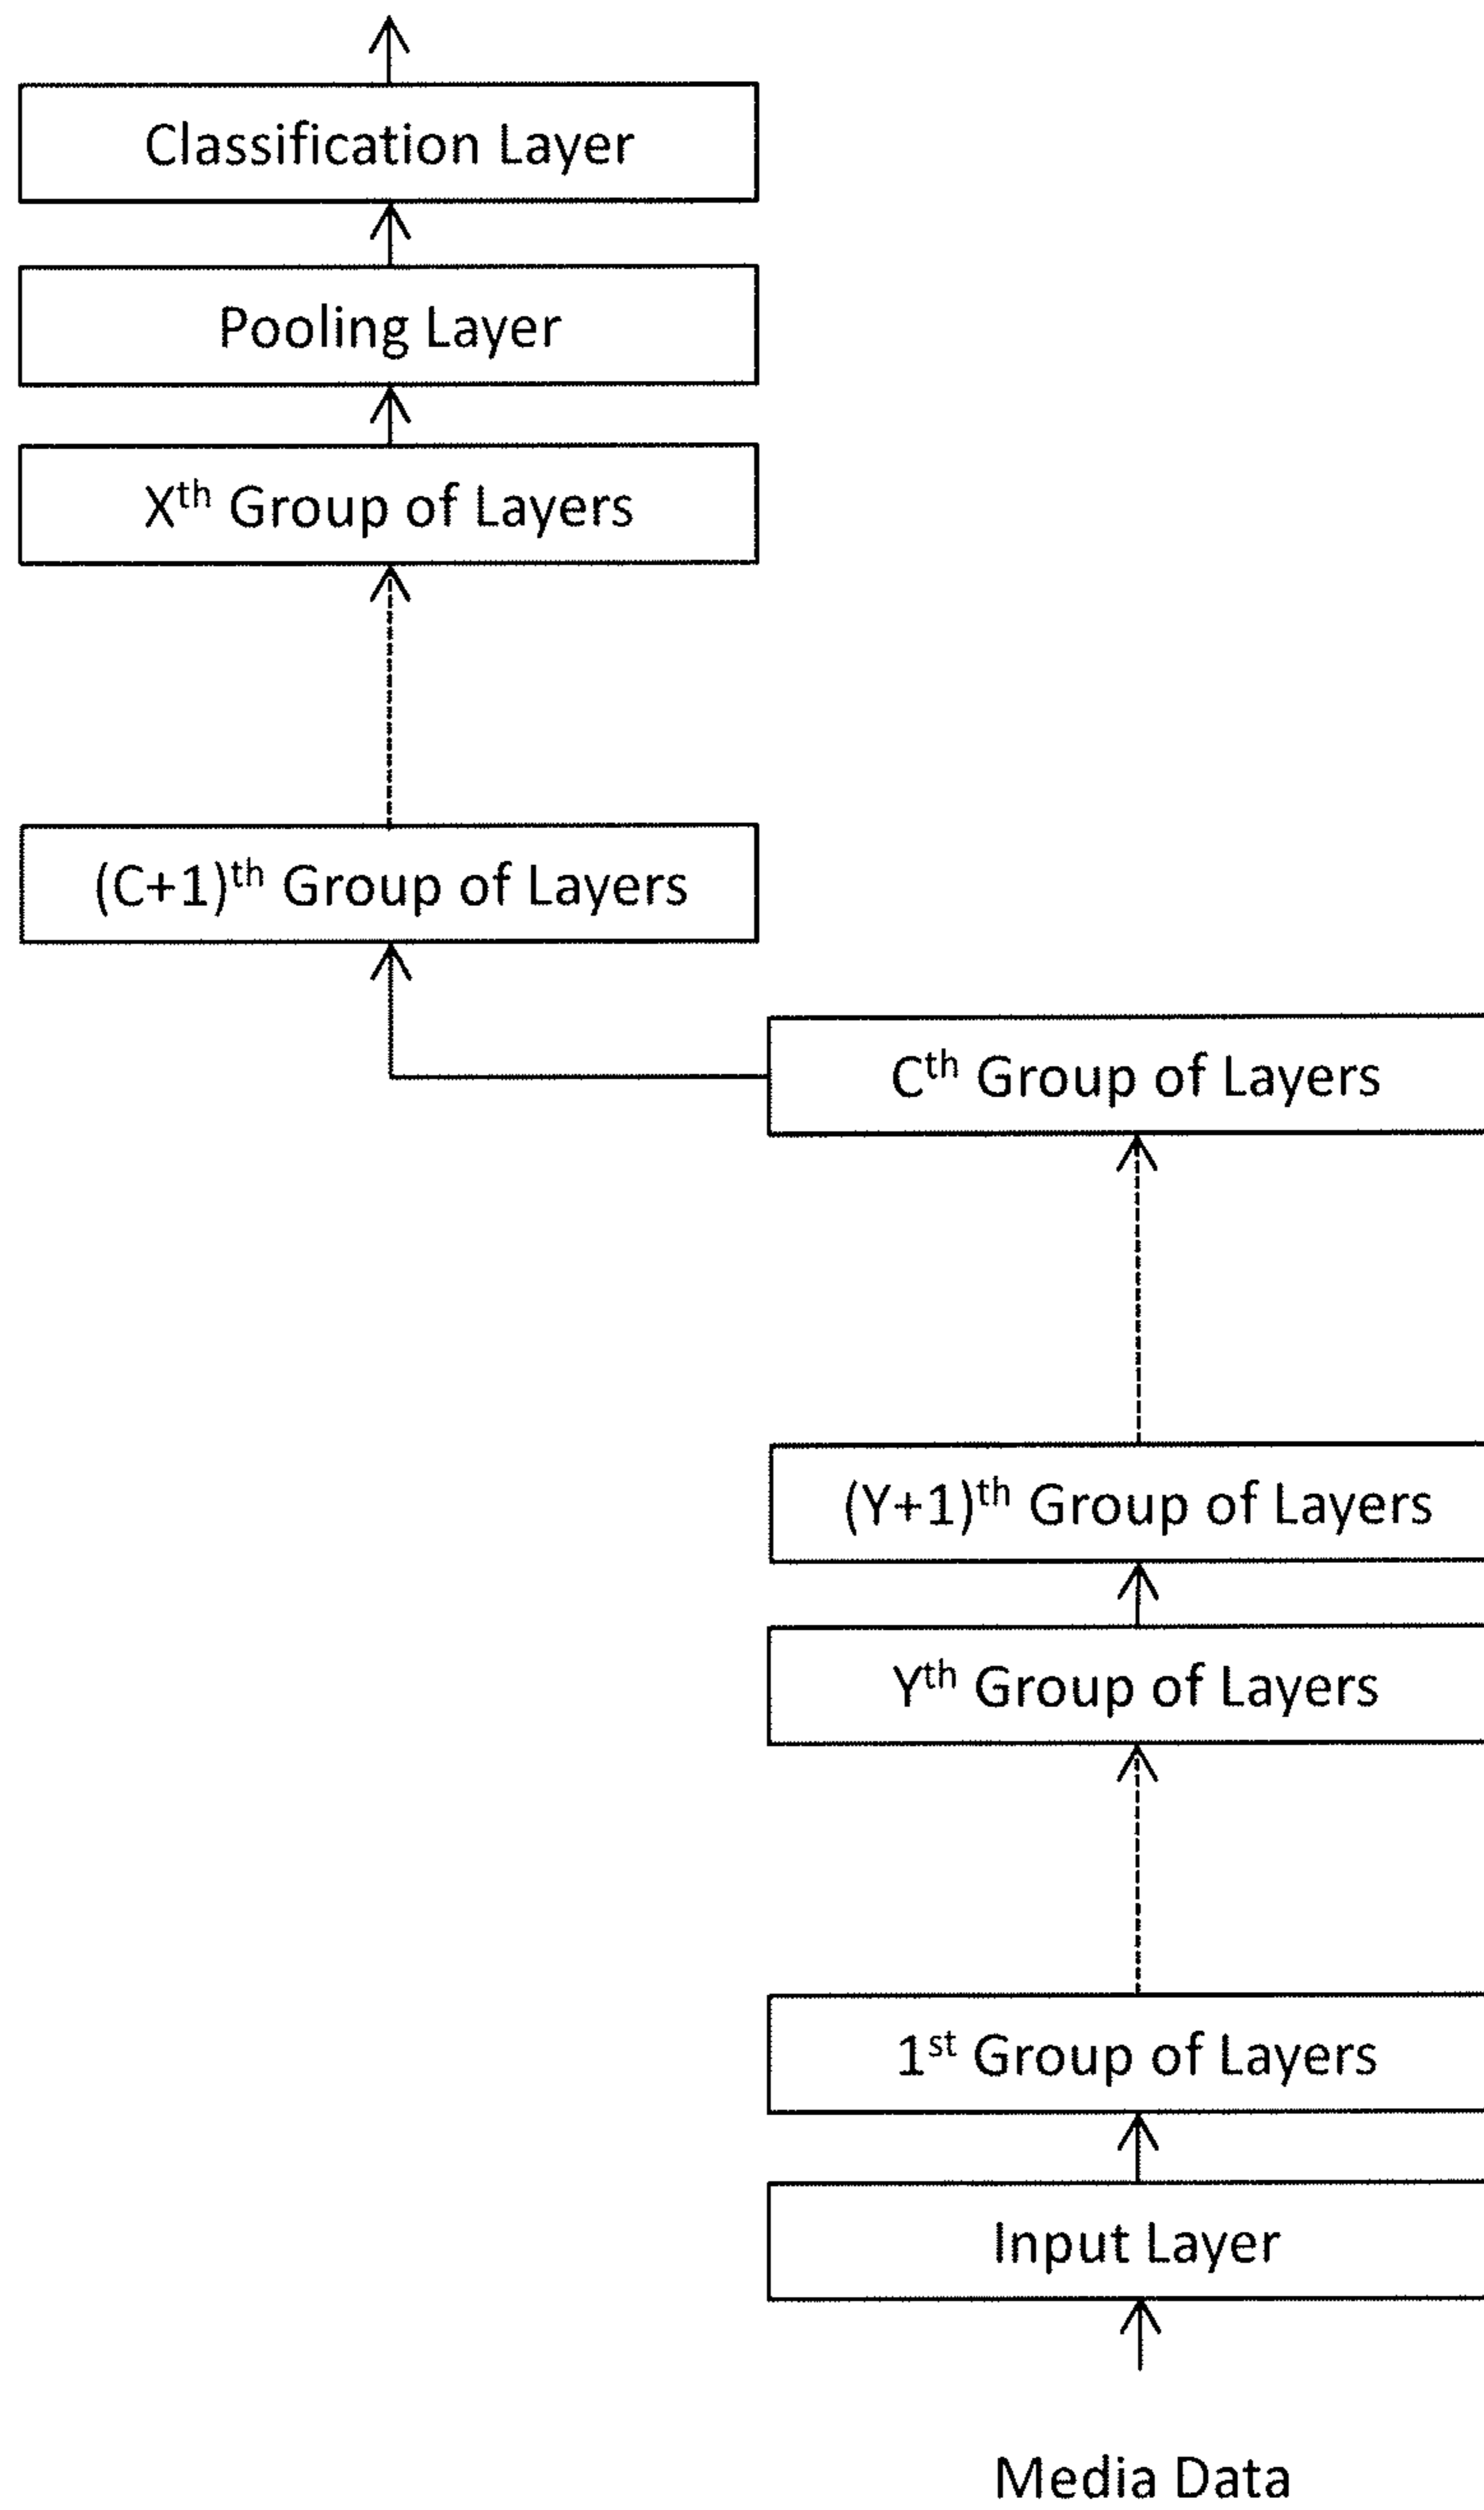 Classification Layer
Pooling Layer
Xth Group of Layers
(C+1)th Group of Layers
Cth Group of Layers
(Y+1)th Group of Layers
Yth Group of Layers
1st Group of Layers
Input Layer
Media Data